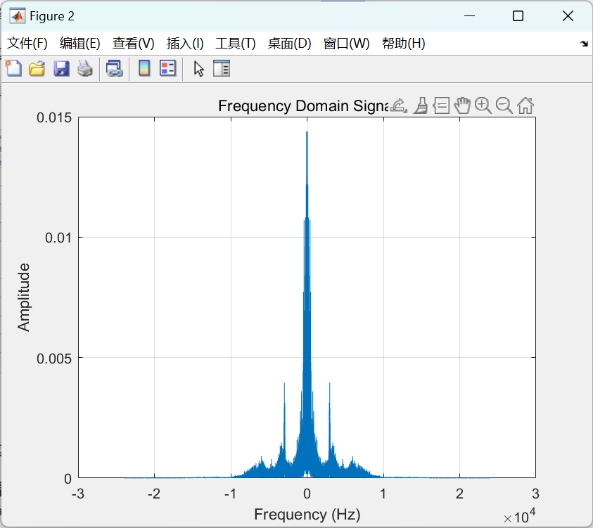 Figure 2
文件(F) 编辑(E) 查看(V) 插入(I) 工具(T) 桌面(D) 窗口(W) 帮助(H)
Frequency Domain Signa
0.015
0.01
0.005
0
Amplitude
-3 -2 -1 0 1 2 3
Frequency (Hz)
×10⁴